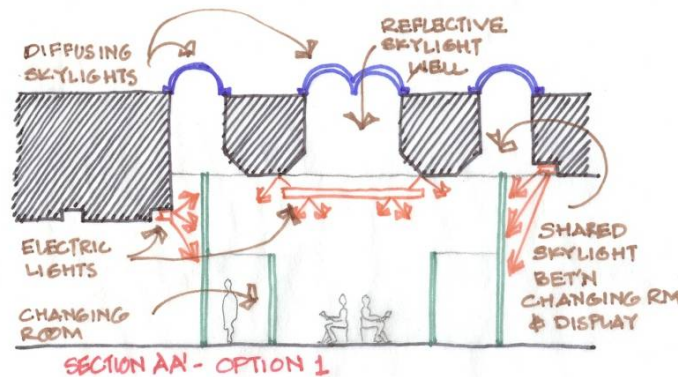 DIFFUSING
SKYLIGHTS
REFLECTIVE
SKYLIGHT
WELL
ELECTRIC
LIGHTS
CHANGING
ROOM
SHARED
SKYLIGHT
BET'N
CHANGING RM
& DISPLAY
SECTION AA' - OPTION 1